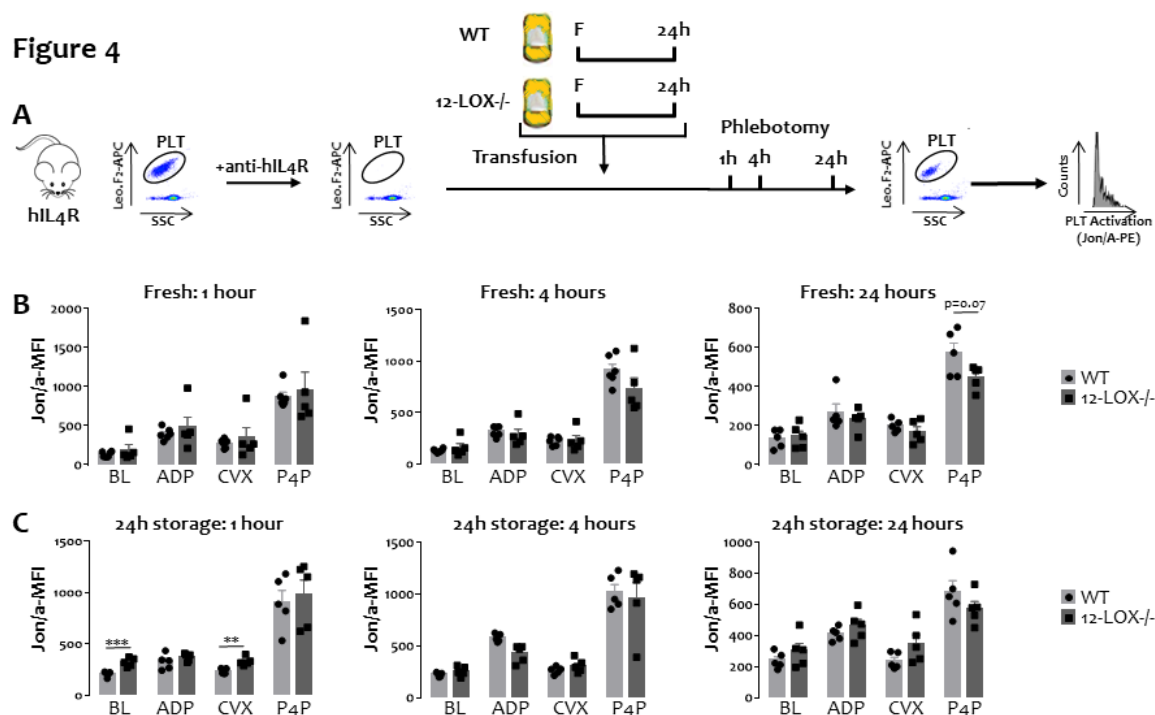 Figure 4
WT
F
24h
12-LOX-/-
F
24h
A
hIL4R
PLT
Leo.F2-APC
SSC
+anti-hIL4R
PLT
Leo.F2-APC
SSC
Transfusion
Phlebotomy
1h
4h
24h
PLT
Leo.F2-APC
SSC
Counts
PLT Activation
(Jon/A-PE)
B
Fresh: 1 hour
Jon/a-MFI
2000
1500
1000
500
0
BL
ADP
CVX
P4P
Fresh: 4 hours
Jon/a-MFI
1500
1000
500
0
BL
ADP
CVX
P4P
Fresh: 24 hours
Jon/a-MFI
800
600
400
200
0
p=0.07
BL
ADP
CVX
P4P
WT
12-LOX-/-
C
24h storage: 1 hour
Jon/a-MFI
1500
1000
500
0
***
**
BL
ADP
CVX
P4P
24h storage: 4 hours
Jon/a-MFI
1500
1000
500
0
BL
ADP
CVX
P4P
24h storage: 24 hours
Jon/a-MFI
1000
800
600
400
200
0
BL
ADP
CVX
P4P
WT
12-LOX-/-